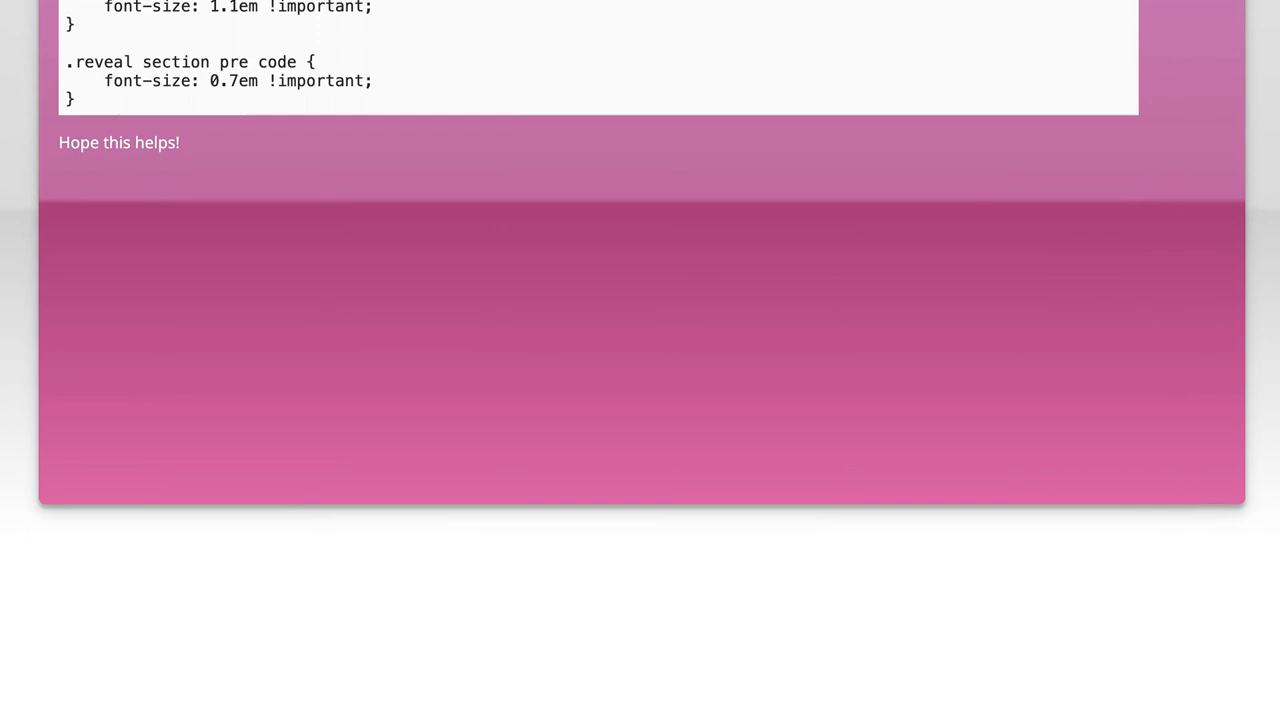 font-size: 1.1em !important;
}
.reveal section pre code {
font-size: 0.7em !important;
}
Hope this helps!